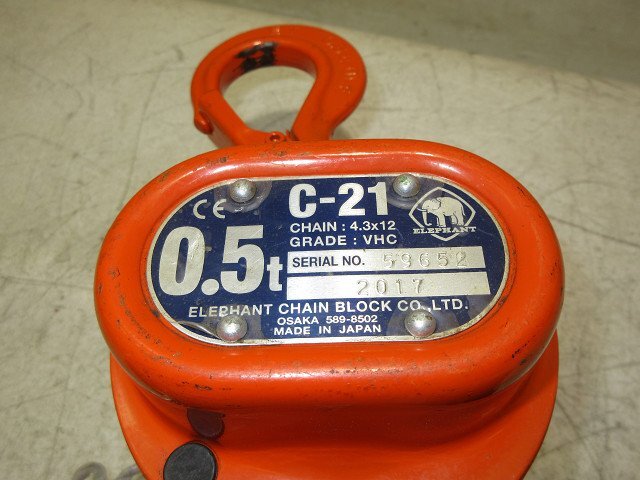 CE
C-21
ELEPHANT
CHAIN : 4.3x12
GRADE : VHC
0.5t
SERIAL NO. 59652
2017
ELEPHANT CHAIN BLOCK CO.,LTD.
OSAKA 589-8502
MADE IN JAPAN